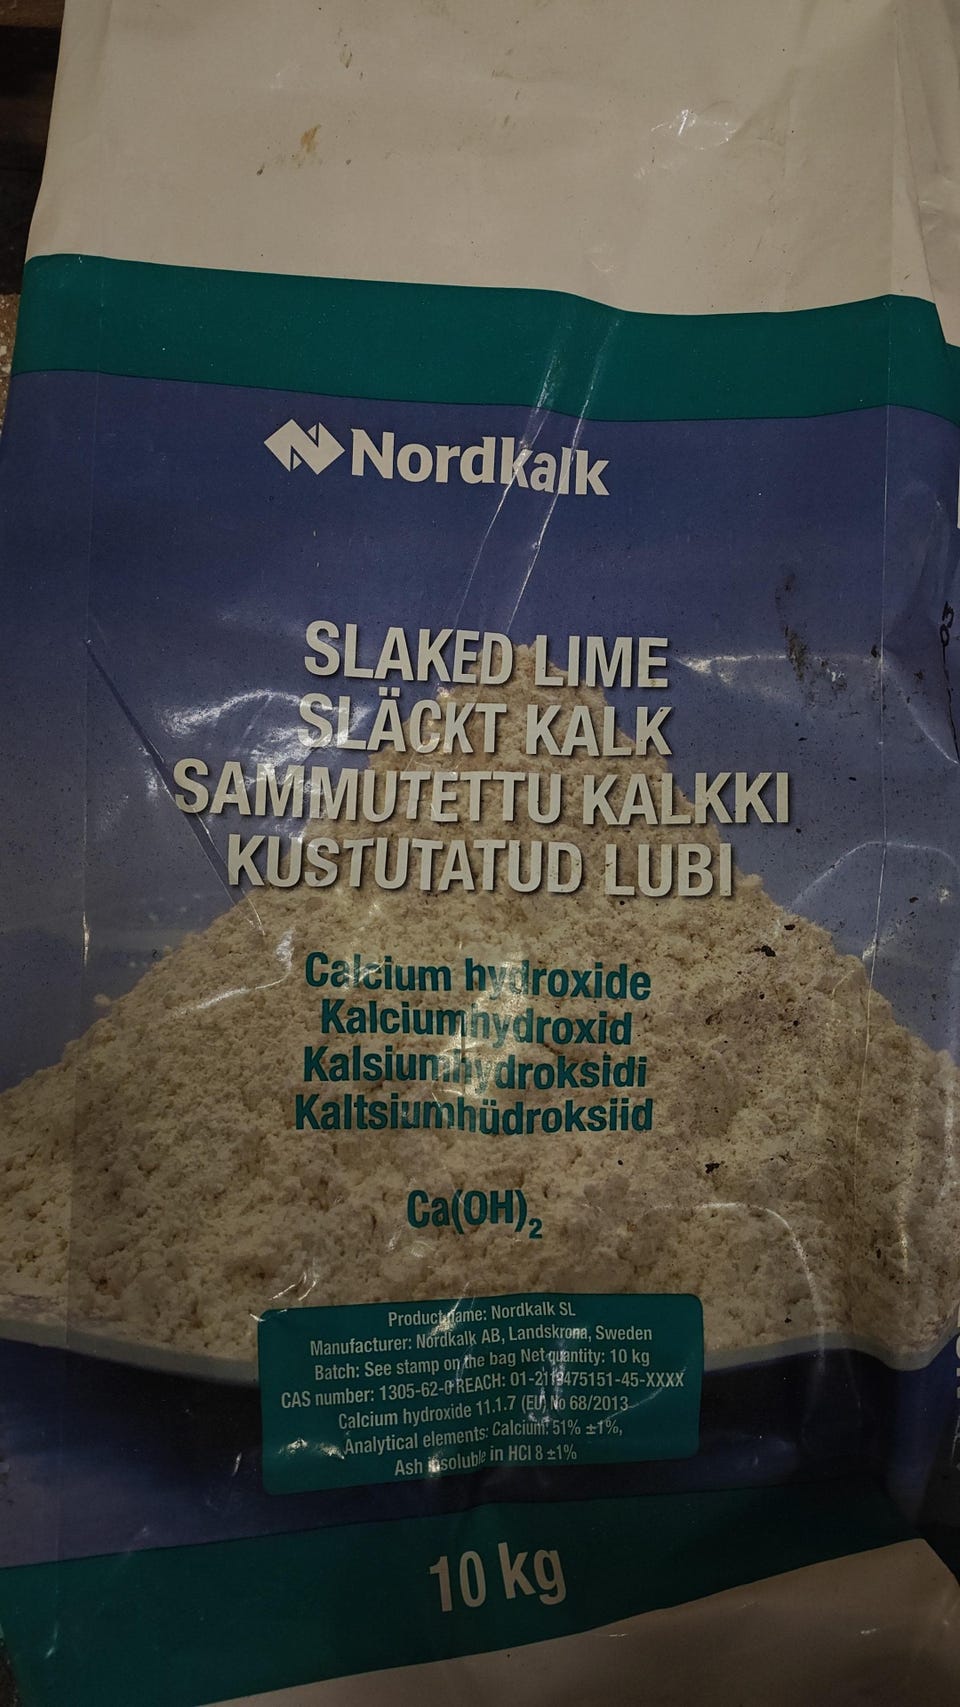 Nordkalk
SLAKED LIME
SLÄCKT KALK
SAMMUTETTU KALKKI
KUSTUTATUD LUBI
Calcium hydroxide
Kalciumhydroxid
Kalsiumhydroksidi
Kaltsiumhüdroksiid
Ca(OH)₂
Product name: Nordkalk SL
Manufacturer: Nordkalk AB, Landskrona, Sweden
Batch: See stamp on the bag Net quantity: 10 kg
CAS number: 1305-62-0 REACH: 01-2119475151-45-XXXX
Calcium hydroxide 11.1.7 (EU) No 68/2013
Analytical elements: Calcium: 51% ±1%,
Ash insoluble in HCl 8 ±1%
10 kg